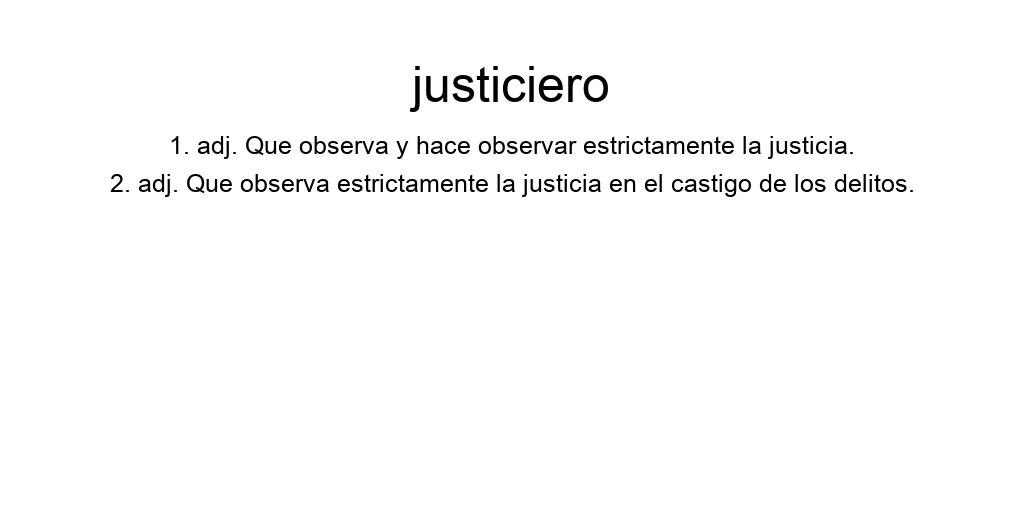 justiciero
1. adj. Que observa y hace observar estrictamente la justicia.
2. adj. Que observa estrictamente la justicia en el castigo de los delitos.